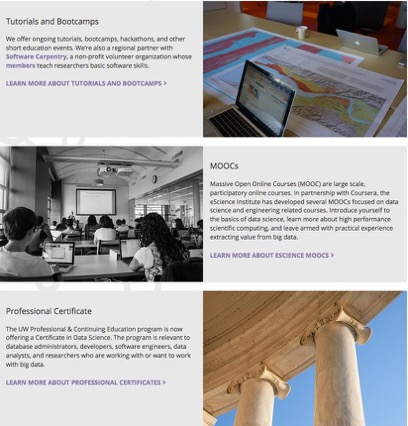 Tutorials and Bootcamps
We offer ongoing tutorials, bootcamps, hackathons, and other
short education events. We're also a regional partner with
Software Carpentry, a non-profit volunteer organization whose
members teach researchers basic software skills.
LEARN MORE ABOUT TUTORIALS AND BOOTCAMPS >
MOOCs
Massive Open Online Courses (MOOC) are large scale,
participatory online courses. In partnership with Coursera, the
eScience Institute has developed several MOOCs focused on data
science and engineering related courses. Introduce yourself to
the basics of data science, learn more about high performance
scientific computing, and leave armed with practical experience
extracting value from big data.
LEARN MORE ABOUT ESCIENCE MOOCS >
Professional Certificate
The UW Professional & Continuing Education program is now
offering a Certificate in Data Science. The program is relevant to
database administrators, developers, software engineers, data
analysts, and researchers who are working with or want to work
with big data.
LEARN MORE ABOUT PROFESSIONAL CERTIFICATES >